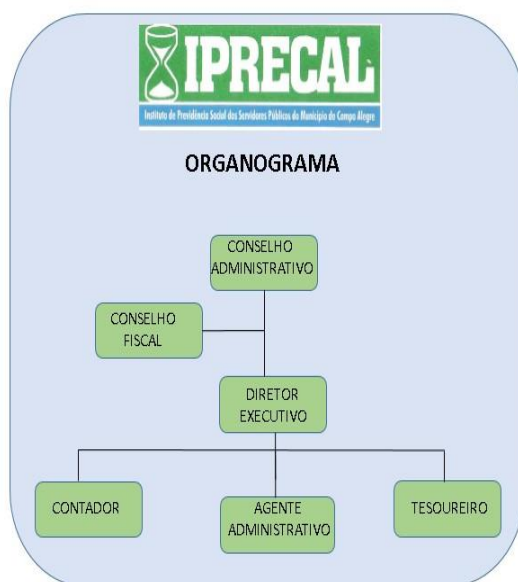 IPRECAL
Instituto de Previdência Social dos Servidores Públicos do Município de Campo Alegre
ORGANOGRAMA
CONSELHO
ADMINISTRATIVO
CONSELHO
FISCAL
DIRETOR
EXECUTIVO
CONTADOR
AGENTE
ADMINISTRATIVO
TESOUREIRO